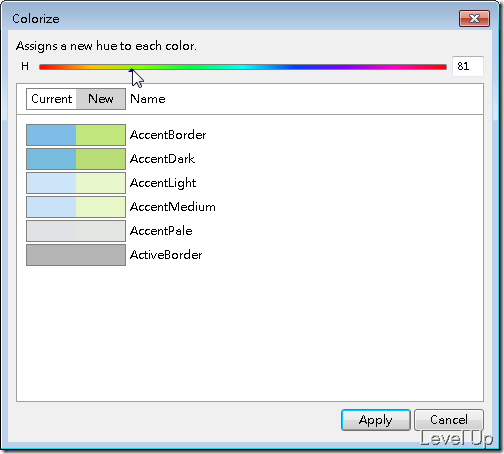 Colorize
Assigns a new hue to each color.
H 81
Current New Name
AccentBorder
AccentDark
AccentLight
AccentMedium
AccentPale
ActiveBorder
Apply Cancel
Level Up